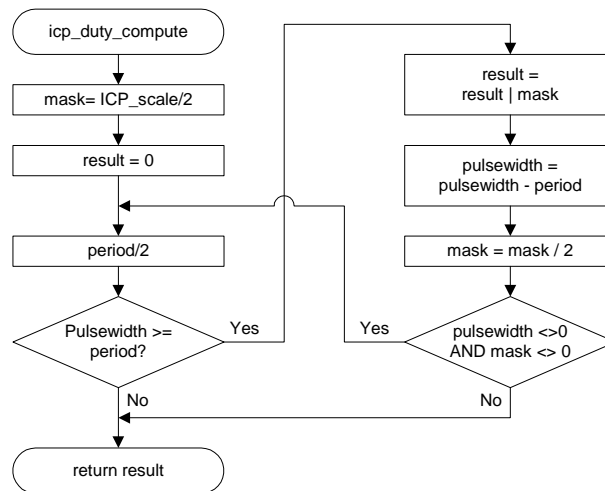 icp_duty_compute
mask= ICP_scale/2
result = 0
period/2
Pulsewidth >=
period?
Yes
No
return result
result =
result | mask
pulsewidth =
pulsewidth - period
mask = mask / 2
pulsewidth <>0
AND mask <> 0
Yes
No